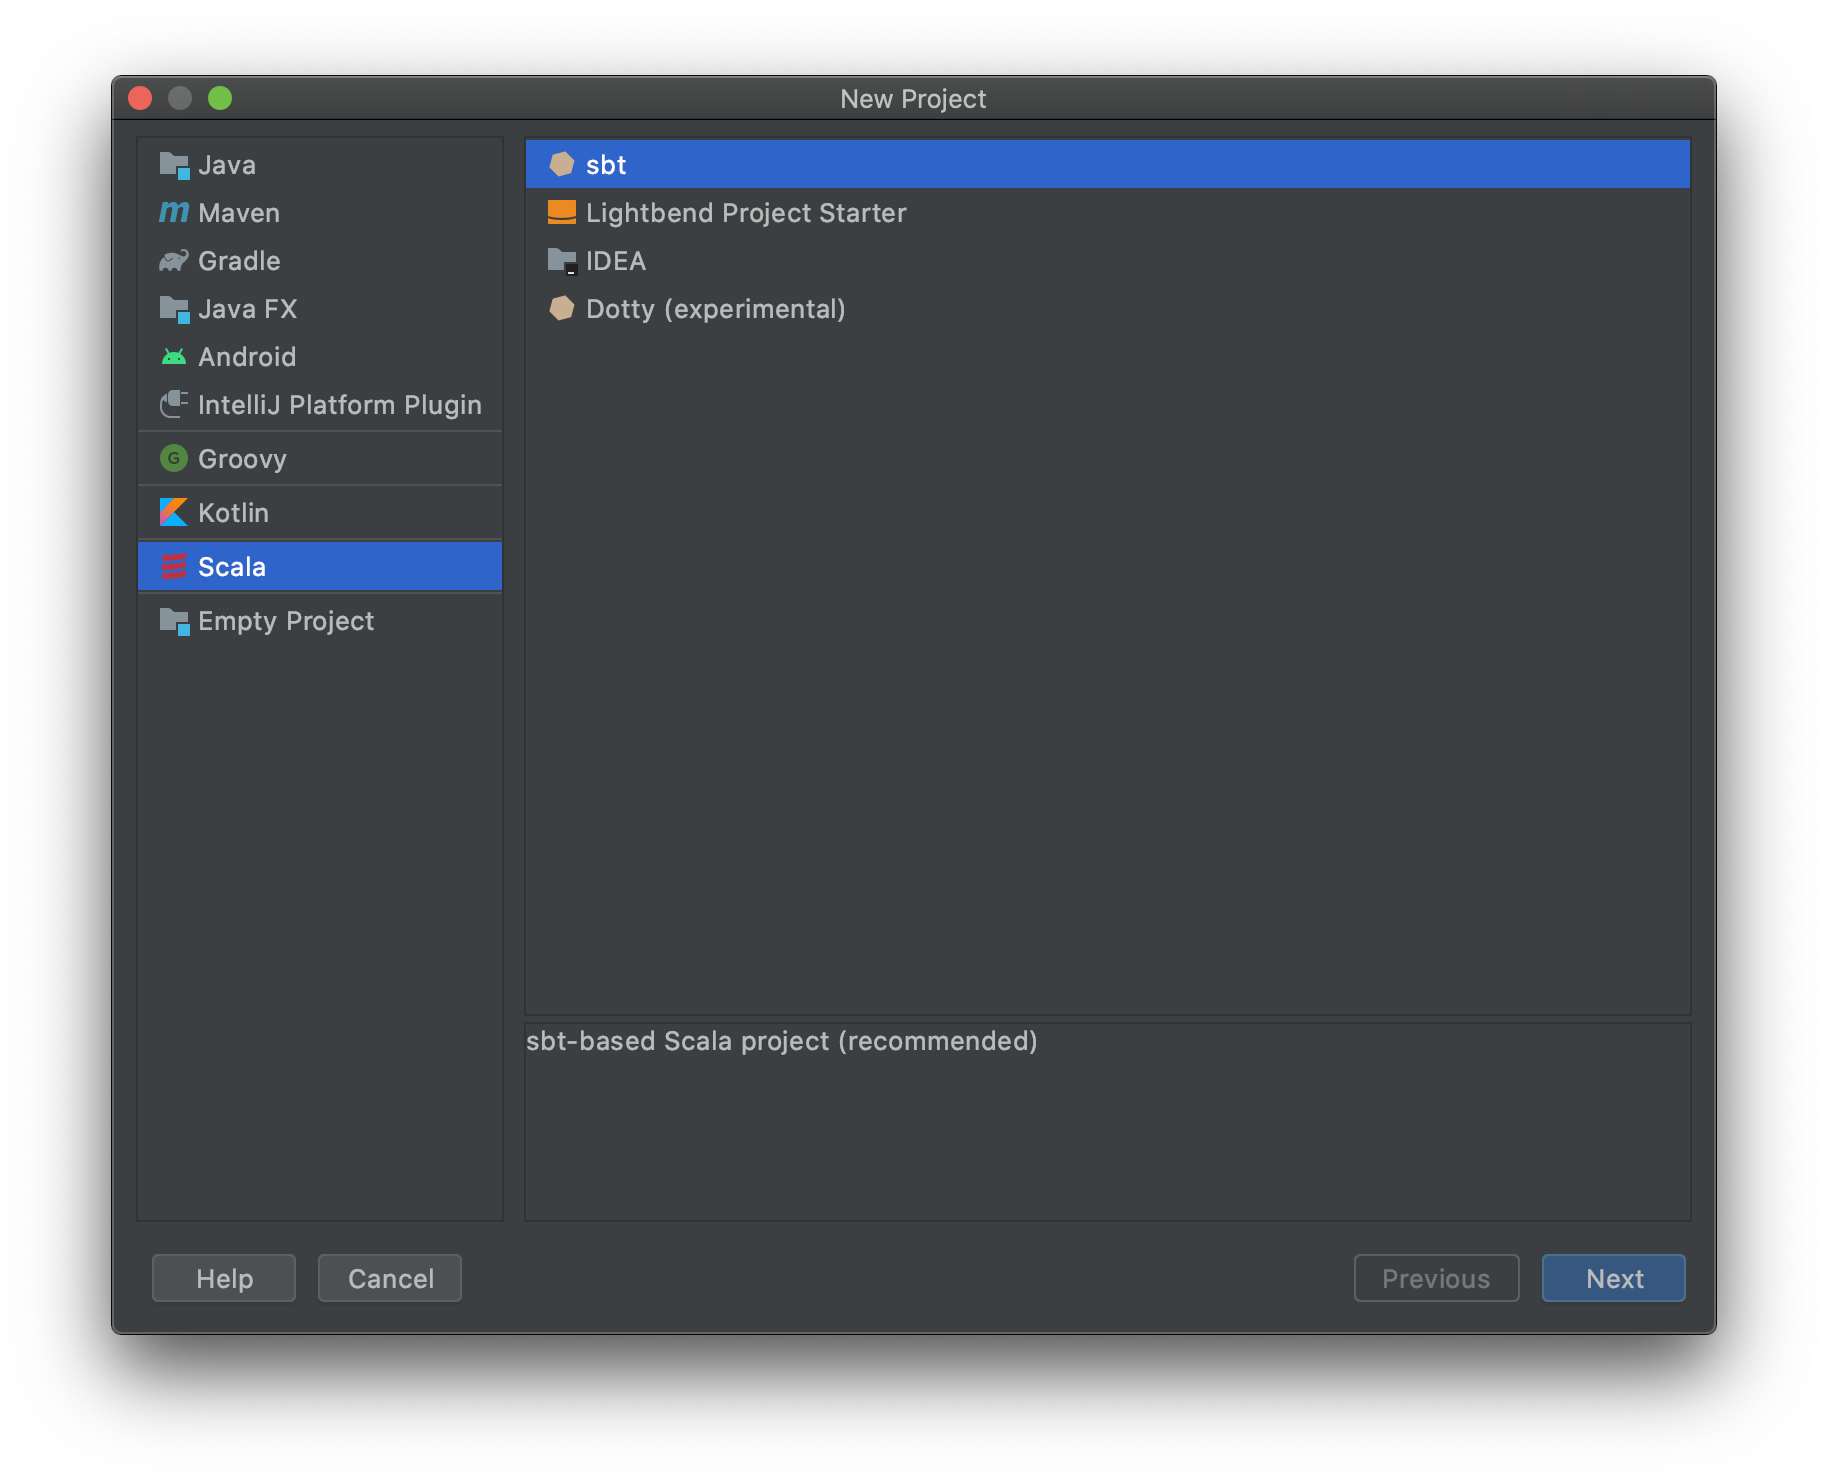 New Project
Java
Maven
Gradle
Java FX
Android
IntelliJ Platform Plugin
G Groovy
Kotlin
Scala
Empty Project
sbt
Lightbend Project Starter
IDEA
Dotty (experimental)
sbt-based Scala project (recommended)
Help
Cancel
Previous
Next